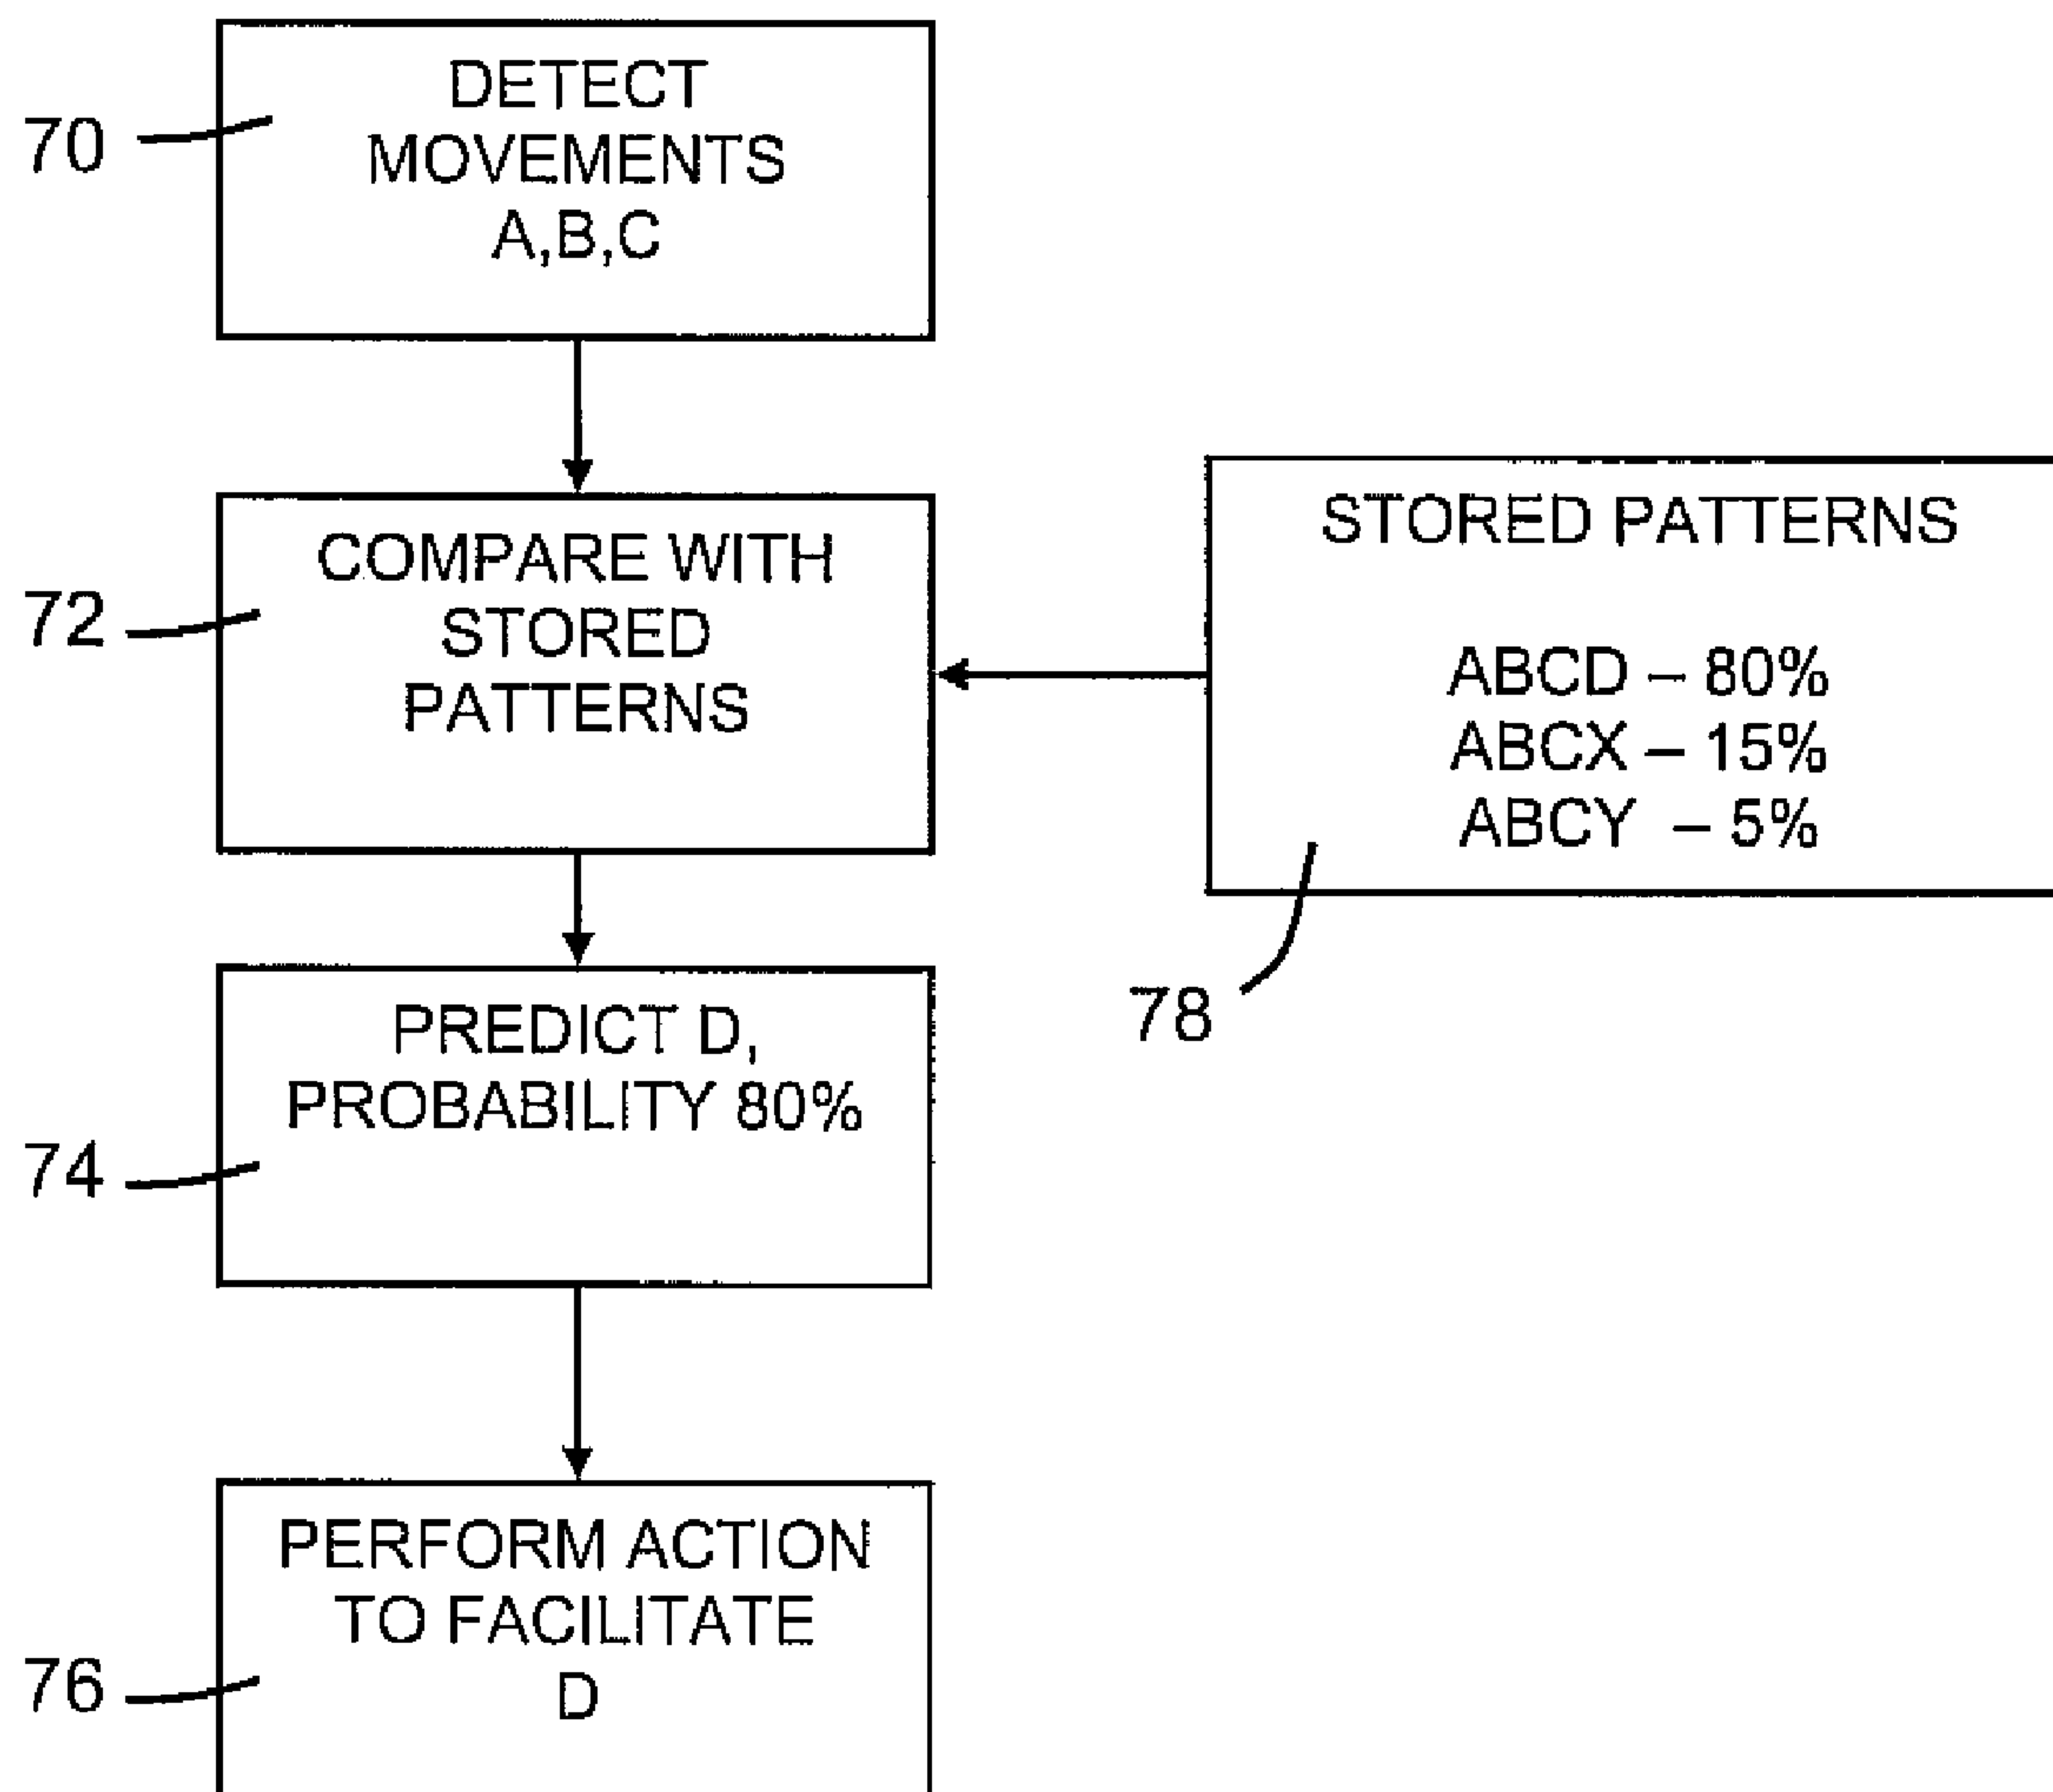 70
DETECT
MOVEMENTS
A,B,C
72
COMPARE WITH
STORED
PATTERNS
STORED PATTERNS
ABCD – 80%
ABCX – 15%
ABCY – 5%
78
74
PREDICT D,
PROBABILITY 80%
76
PERFORM ACTION
TO FACILITATE
D